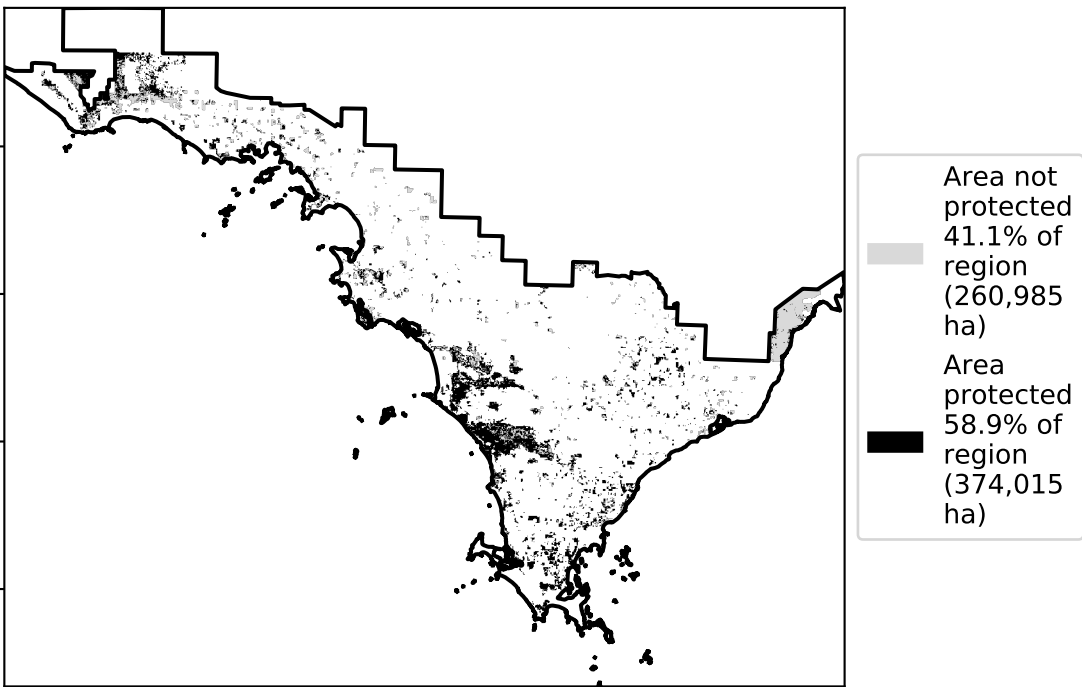 Area not
protected
41.1% of
region
(260,985
ha)
Area
protected
58.9% of
region
(374,015
ha)